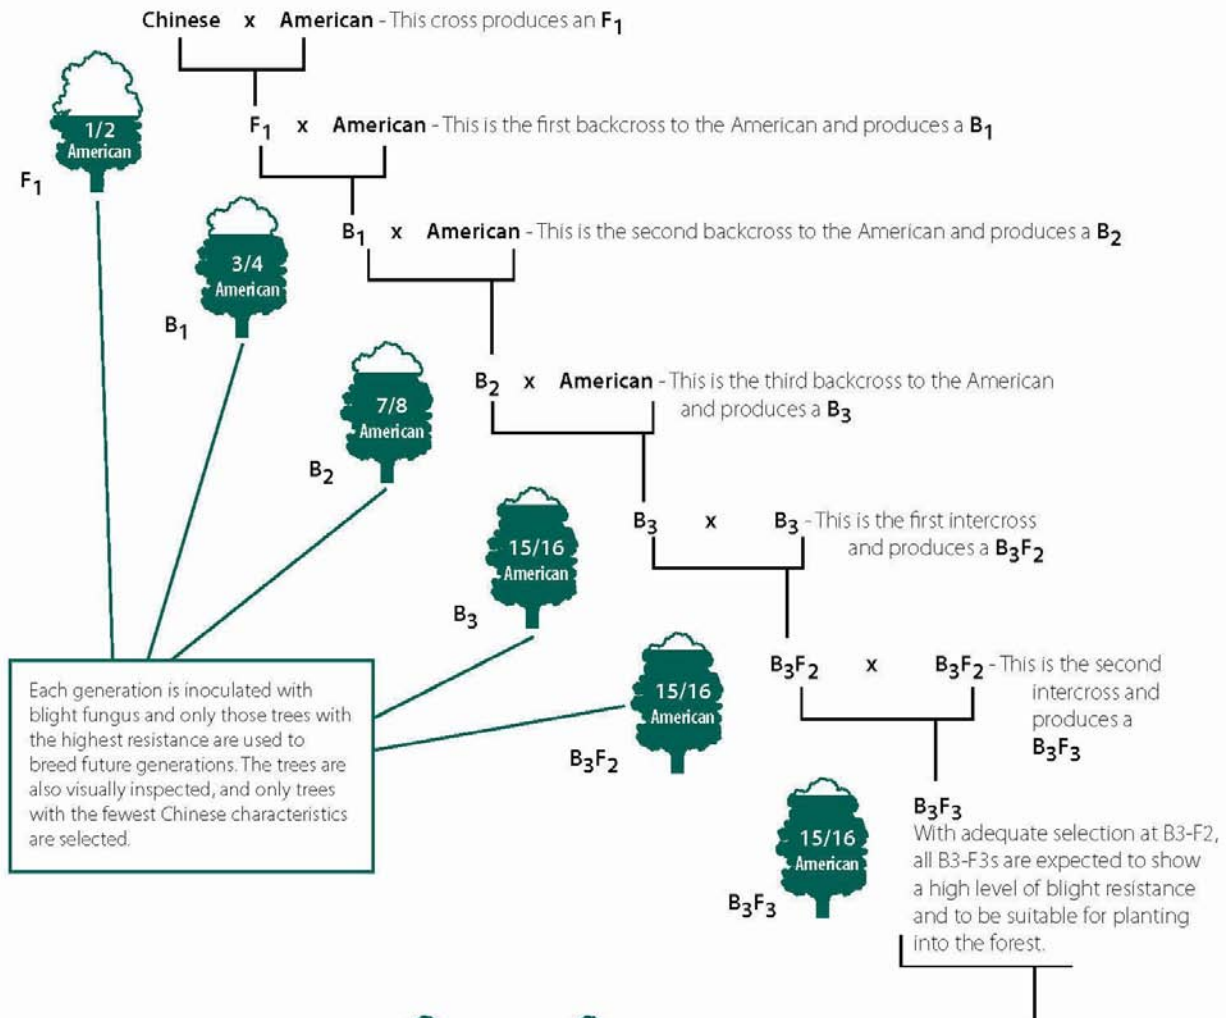 Chinese x American - This cross produces an F₁
1/2
American
F₁
F₁ x American - This is the first backcross to the American and produces a B₁
B₁ x American - This is the second backcross to the American and produces a B₂
3/4
American
B₁
B₂ x American - This is the third backcross to the American
and produces a B₃
7/8
American
B₂
B₃ x B₃ - This is the first intercross
and produces a B₃F₂
15/16
American
B₃
B₃F₂ x B₃F₂ - This is the second
intercross and
produces a
B₃F₃
15/16
American
B₃F₂
Each generation is inoculated with
blight fungus and only those trees with
the highest resistance are used to
breed future generations. The trees are
also visually inspected, and only trees
with the fewest Chinese characteristics
are selected.
15/16
American
B₃F₃
B₃F₃
With adequate selection at B3-F2,
all B3-F3s are expected to show
a high level of blight resistance
and to be suitable for planting
into the forest.